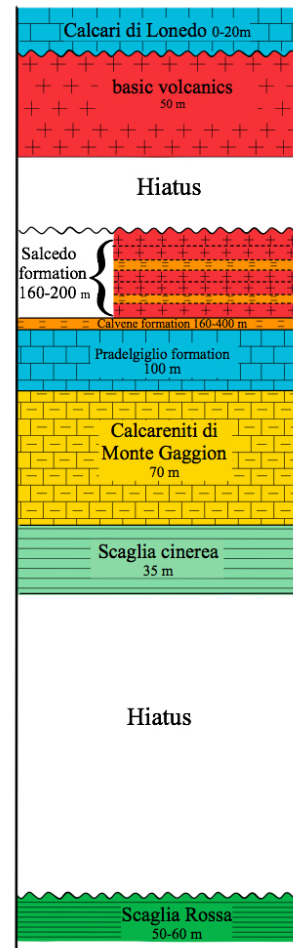 Calcari di Lonedo 0-20m
basic volcanics
50 m
Hiatus
Salcedo
formation
160-200 m
Calvene formation 160-400 m
Pradelgiglio formation
100 m
Calcareniti di
Monte Gaggion
70 m
Scaglia cinerea
35 m
Hiatus
Scaglia Rossa
50-60 m